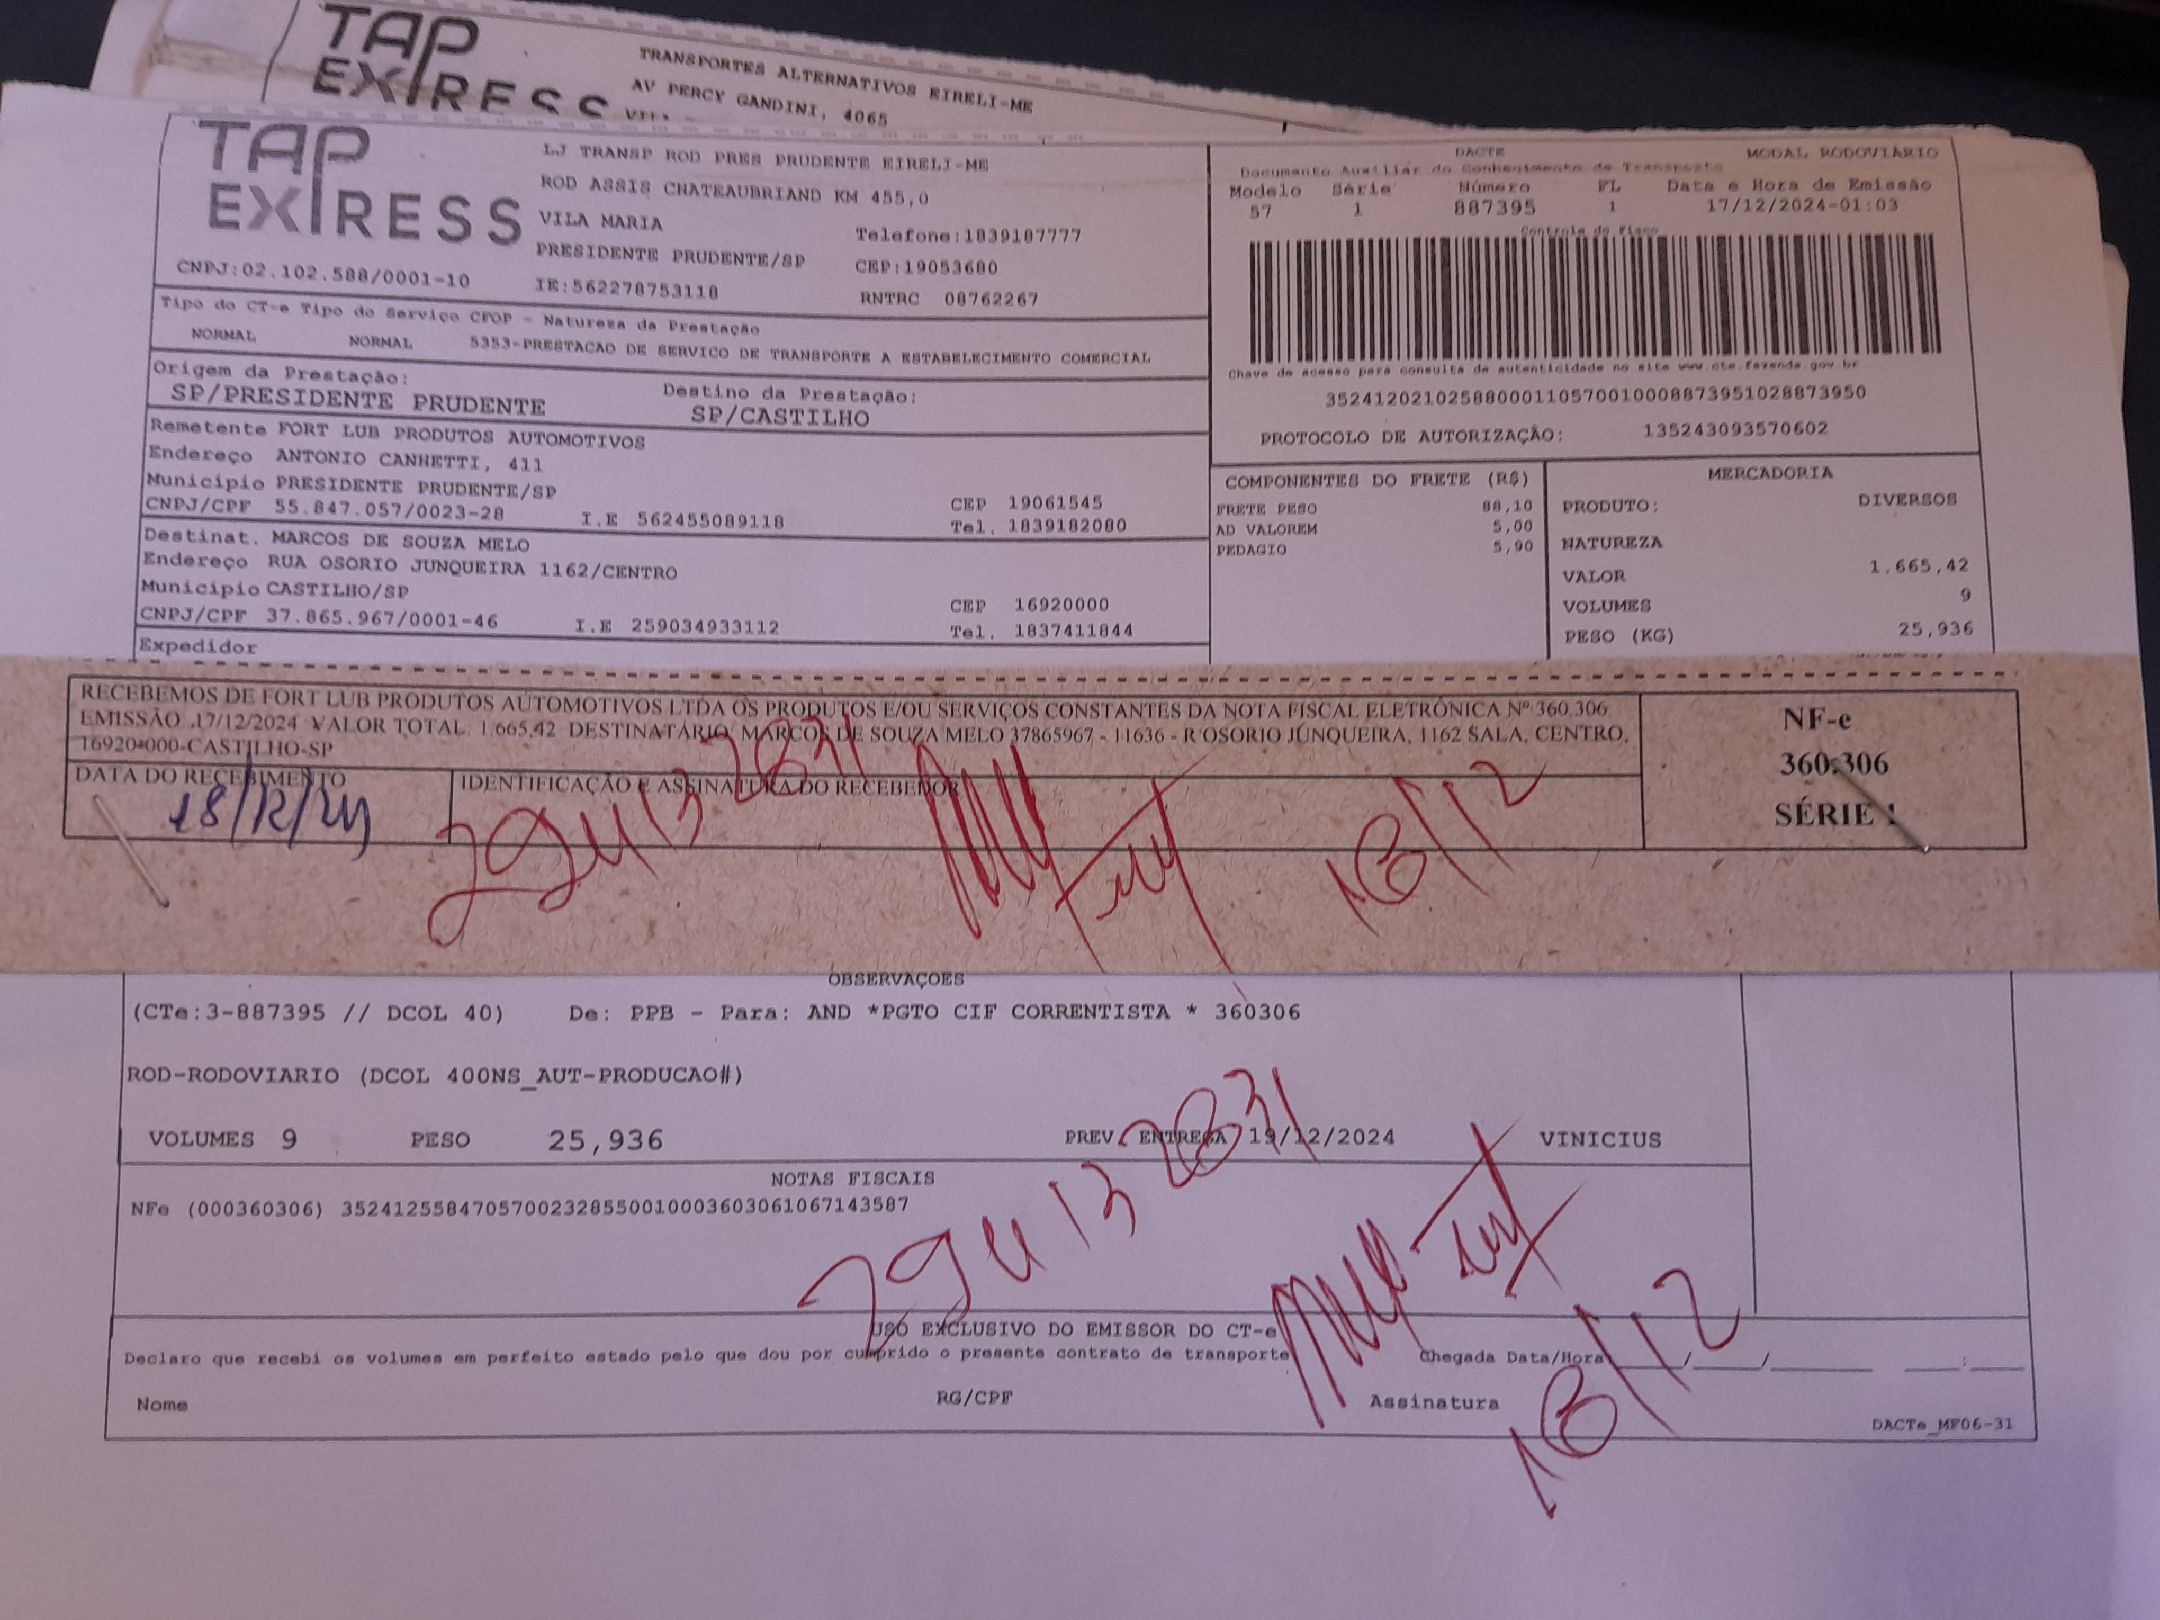 TAP
EXPRESS
TRANSPORTES ALTERNATIVOS EIRELI-ME
AV PERCY GANDINI, 4065
TAP
EXPRESS
CNPJ:02.102.588/0001-10
LJ TRANSP ROD PRES PRUDENTE EIRELI-ME
ROD ASSIS CHATEAUBRIAND KM 455,0
VILA MARIA Telefone:1839187777
PRESIDENTE PRUDENTE/SP CEP:19053680
IE:562278753118 RNTRC 08762267
Tipo do CT-e Tipo do Serviço CFOP - Natureza da Prestação
NORMAL NORMAL 5353-PRESTACAO DE SERVICO DE TRANSPORTE A ESTABELECIMENTO COMERCIAL
Origem da Prestação: Destino da Prestação:
SP/PRESIDENTE PRUDENTE SP/CASTILHO
Remetente FORT LUB PRODUTOS AUTOMOTIVOS
Endereço ANTONIO CANHETTI, 411
Município PRESIDENTE PRUDENTE/SP CEP 19061545
CNPJ/CPF 55.847.057/0023-28 I.E 562455089118 Tel. 1839182080
Destinat. MARCOS DE SOUZA MELO
Endereço RUA OSORIO JUNQUEIRA 1162/CENTRO
Município CASTILHO/SP CEP 16920000
CNPJ/CPF 37.865.967/0001-46 I.E 259034933112 Tel. 1837411844
Expedidor
DACTE MODAL RODOVIÁRIO
Documento Auxiliar do Conhecimento de Transporte
Modelo Série Número FL Data e Hora de Emissão
57 1 887395 1 17/12/2024-01:03
Controle do Fisco
Chave de acesso para consulta de autenticidade no site www.cte.fazenda.gov.br
35241202102588000110570010008873951028873950
PROTOCOLO DE AUTORIZAÇÃO: 135243093570602
COMPONENTES DO FRETE (R$)
FRETE PESO 88,10
AD VALOREM 5,00
PEDAGIO 5,90
MERCADORIA
PRODUTO: DIVERSOS
NATUREZA
VALOR 1.665,42
VOLUMES 9
PESO (KG) 25,936
RECEBEMOS DE FORT LUB PRODUTOS AUTOMOTIVOS LTDA OS PRODUTOS E/OU SERVIÇOS CONSTANTES DA NOTA FISCAL ELETRÔNICA Nº 360.306
EMISSÃO: 17/12/2024 VALOR TOTAL: 1.665,42 DESTINATÁRIO: MARCOS DE SOUZA MELO 37865967 - 11636 - R OSORIO JUNQUEIRA, 1162 SALA, CENTRO,
16920-000-CASTILHO-SP
DATA DO RECEBIMENTO IDENTIFICAÇÃO E ASSINATURA DO RECEBEDOR
18/12/24
18/12
NF-e
360.306
SÉRIE 1
OBSERVAÇOES
(CTe:3-887395 // DCOL 40) De: PPB - Para: AND *PGTO CIF CORRENTISTA * 360306
ROD-RODOVIARIO (DCOL 400NS_AUT-PRODUCAO#)
VOLUMES 9 PESO 25,936 PREV. ENTREGA 19/12/2024 VINICIUS
NOTAS FISCAIS
NFe (000360306) 35241255847057002328550010003603061067143587
USO EXCLUSIVO DO EMISSOR DO CT-e
Declaro que recebi os volumes em perfeito estado pelo que dou por cumprido o presente contrato de transporte Chegada Data/Hora
Nome RG/CPF Assinatura
18/12
DACTe_MF06-31